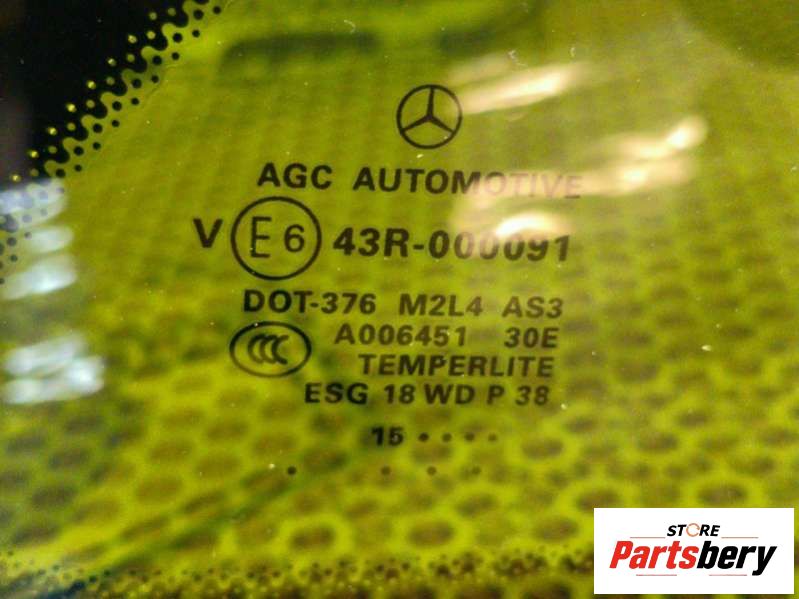 AGC AUTOMOTIVE
V E6 43R-000091
DOT-376 M2L4 AS3
CCC A006451 30E
TEMPERLITE
ESG 18 WD P 38
15 • • • •
• • • •
STORE
Partsbery